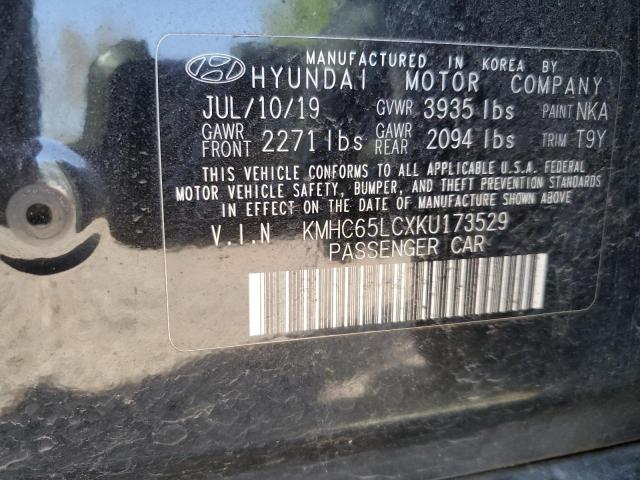 MANUFACTURED IN KOREA BY
HYUNDAI MOTOR COMPANY
JUL/10/19 GVWR 3935 lbs PAINT NKA
GAWR FRONT 2271 lbs GAWR REAR 2094 lbs TRIM T9Y
THIS VEHICLE CONFORMS TO ALL APPLICABLE U.S.A. FEDERAL
MOTOR VEHICLE SAFETY, BUMPER, AND THEFT PREVENTION STANDARDS
IN EFFECT ON THE DATE OF MANUFACTURE SHOWN ABOVE.
V.I.N KMHC65LCXKU173529
PASSENGER CAR